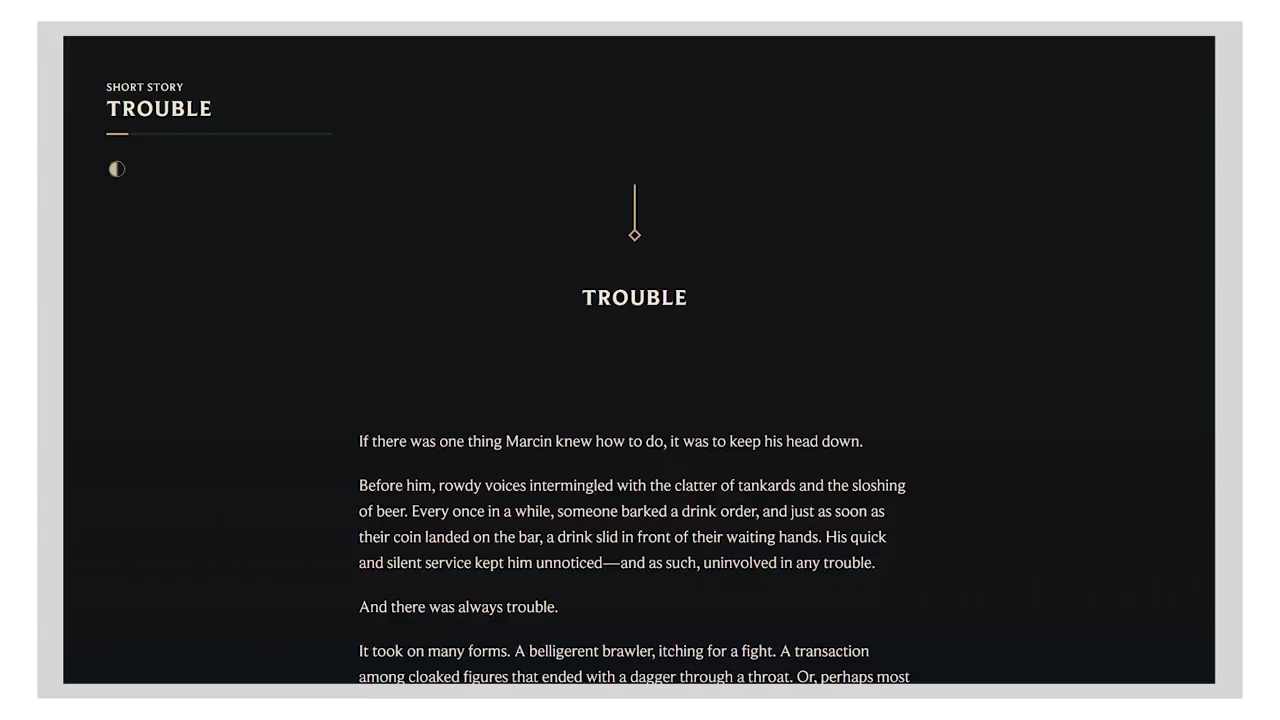 SHORT STORY
TROUBLE
TROUBLE
If there was one thing Marcin knew how to do, it was to keep his head down.
Before him, rowdy voices intermingled with the clatter of tankards and the sloshing
of beer. Every once in a while, someone barked a drink order, and just as soon as
their coin landed on the bar, a drink slid in front of their waiting hands. His quick
and silent service kept him unnoticed—and as such, uninvolved in any trouble.
And there was always trouble.
It took on many forms. A belligerent brawler, itching for a fight. A transaction
among cloaked figures that ended with a dagger through a throat. Or, perhaps most